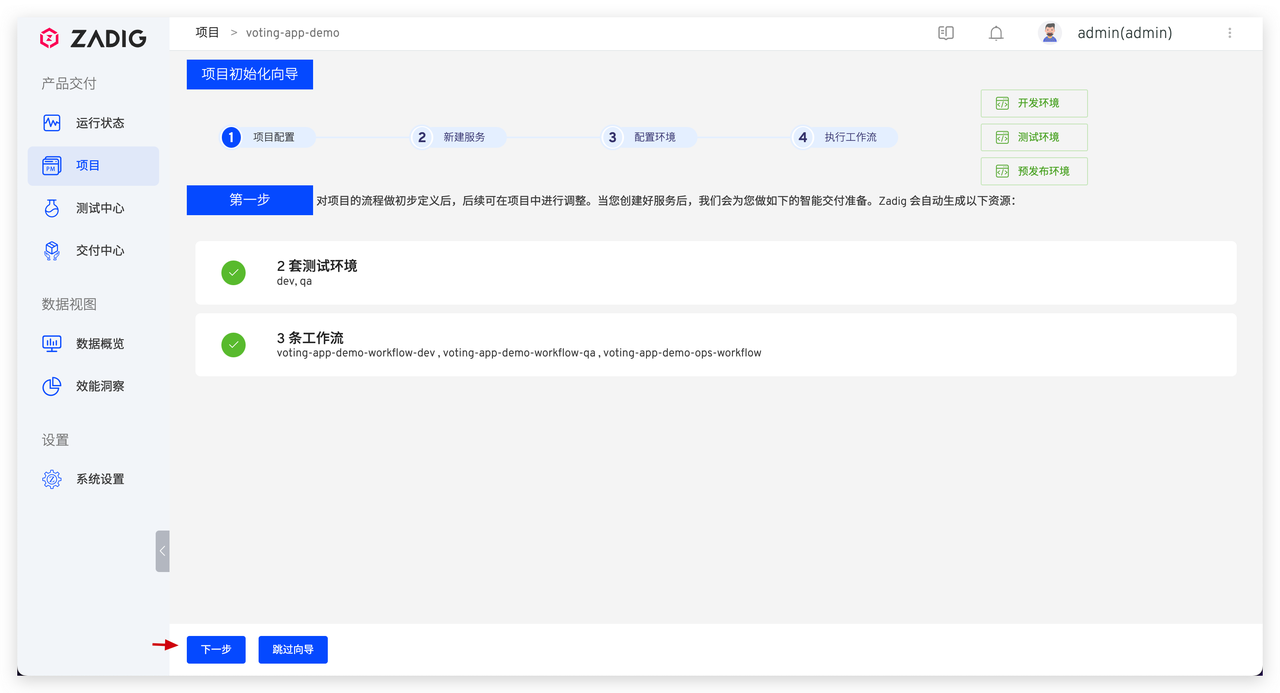 ZADIG
项目 > voting-app-demo
admin(admin)
产品交付
运行状态
项目
测试中心
交付中心
数据视图
数据概览
效能洞察
设置
系统设置
项目初始化向导
1 项目配置
2 新建服务
3 配置环境
4 执行工作流
开发环境
测试环境
预发布环境
第一步 对项目的流程做初步定义后，后续可在项目中进行调整。当您创建好服务后，我们会为您做如下的智能交付准备。Zadig 会自动生成以下资源：
2 套测试环境
dev, qa
3 条工作流
voting-app-demo-workflow-dev , voting-app-demo-workflow-qa , voting-app-demo-ops-workflow
下一步
跳过向导